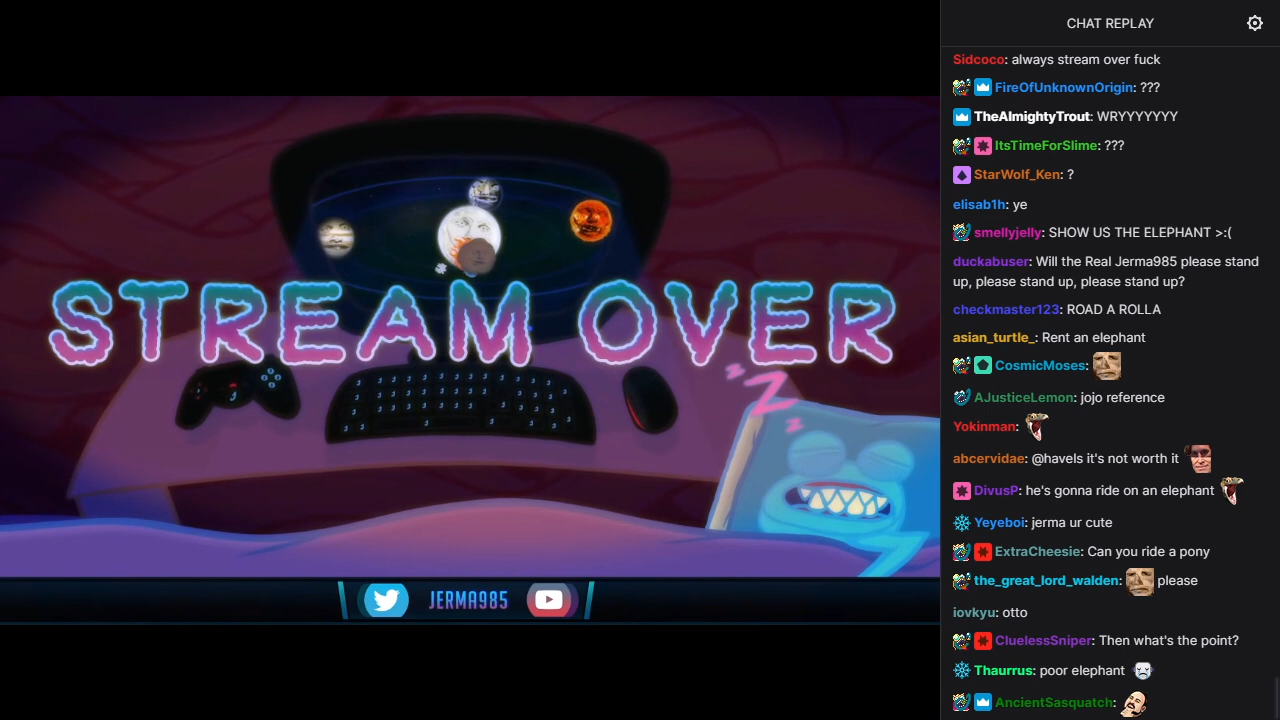 STREAM OVER
z
Z
z
JERMA985
CHAT REPLAY
Sidcoco: always stream over fuck
FireOfUnknownOrigin: ???
TheAlmightyTrout: WRYYYYYYY
ItsTimeForSlime: ???
StarWolf_Ken: ?
elisab1h: ye
smellyjelly: SHOW US THE ELEPHANT >:(
duckabuser: Will the Real Jerma985 please stand
up, please stand up, please stand up?
checkmaster123: ROAD A ROLLA
asian_turtle_: Rent an elephant
CosmicMoses:
AJusticeLemon: jojo reference
Yokinman:
abcervidae: @havels it's not worth it
DivusP: he's gonna ride on an elephant
Yeyeboi: jerma ur cute
ExtraCheesie: Can you ride a pony
the_great_lord_walden: please
iovkyu: otto
CluelessSniper: Then what's the point?
Thaurrus: poor elephant
AncientSasquatch: